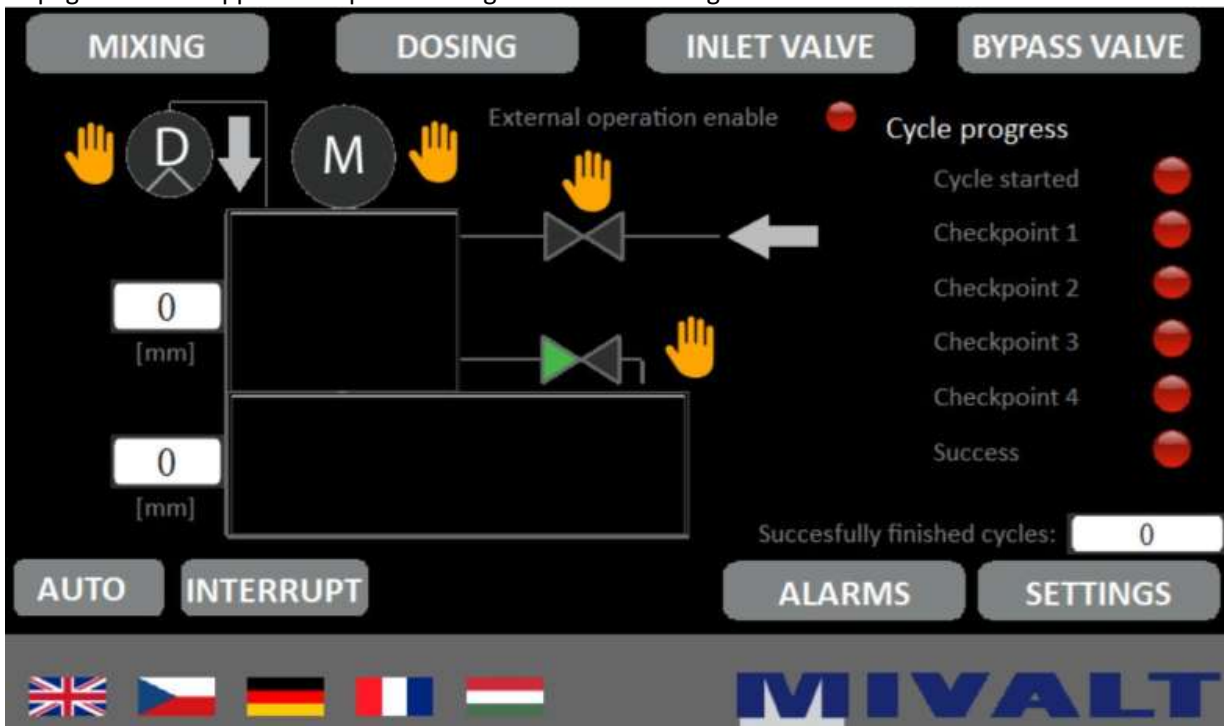 MIXING
DOSING
INLET VALVE
BYPASS VALVE
D
M
External operation enable
Cycle progress
Cycle started
Checkpoint 1
Checkpoint 2
Checkpoint 3
Checkpoint 4
Success
0
[mm]
0
[mm]
Succesfully finished cycles:
0
AUTO
INTERRUPT
ALARMS
SETTINGS
MIVALT